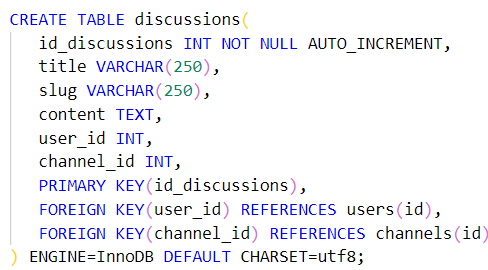 CREATE TABLE discussions(
id_discussions INT NOT NULL AUTO_INCREMENT,
title VARCHAR(250),
slug VARCHAR(250),
content TEXT,
user_id INT,
channel_id INT,
PRIMARY KEY(id_discussions),
FOREIGN KEY(user_id) REFERENCES users(id),
FOREIGN KEY(channel_id) REFERENCES channels(id)
) ENGINE=InnoDB DEFAULT CHARSET=utf8;